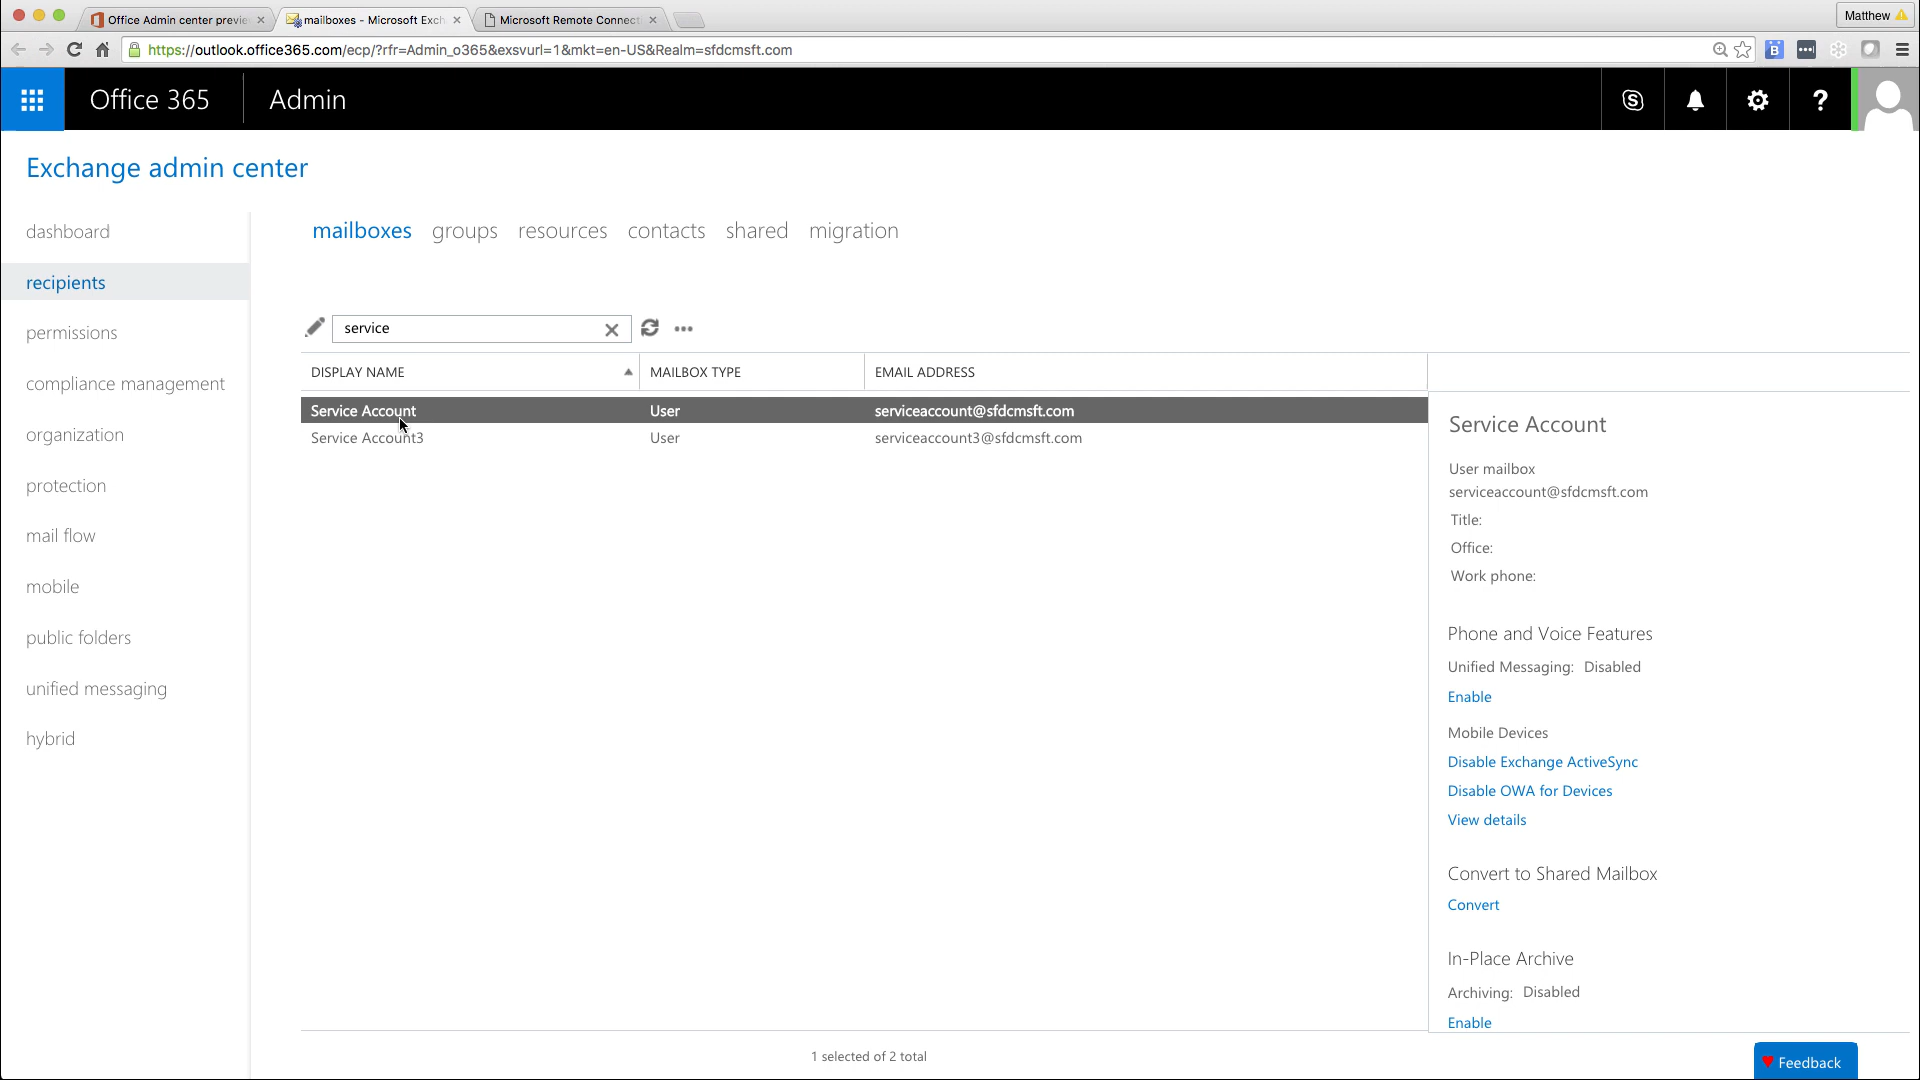 Office Admin center previe
mailboxes - Microsoft Exch
Microsoft Remote Connect
Matthew
https://outlook.office365.com/ecp/?rfr=Admin_o365&exsvurl=1&mkt=en-US&Realm=sfdcmsft.com
Office 365
Admin
Exchange admin center
dashboard
recipients
permissions
compliance management
organization
protection
mail flow
mobile
public folders
unified messaging
hybrid
mailboxes groups resources contacts shared migration
service
DISPLAY NAME MAILBOX TYPE EMAIL ADDRESS
Service Account User serviceaccount@sfdcmsft.com
Service Account3 User serviceaccount3@sfdcmsft.com
1 selected of 2 total
Service Account
User mailbox
serviceaccount@sfdcmsft.com
Title:
Office:
Work phone:
Phone and Voice Features
Unified Messaging: Disabled
Enable
Mobile Devices
Disable Exchange ActiveSync
Disable OWA for Devices
View details
Convert to Shared Mailbox
Convert
In-Place Archive
Archiving: Disabled
Enable
Feedback